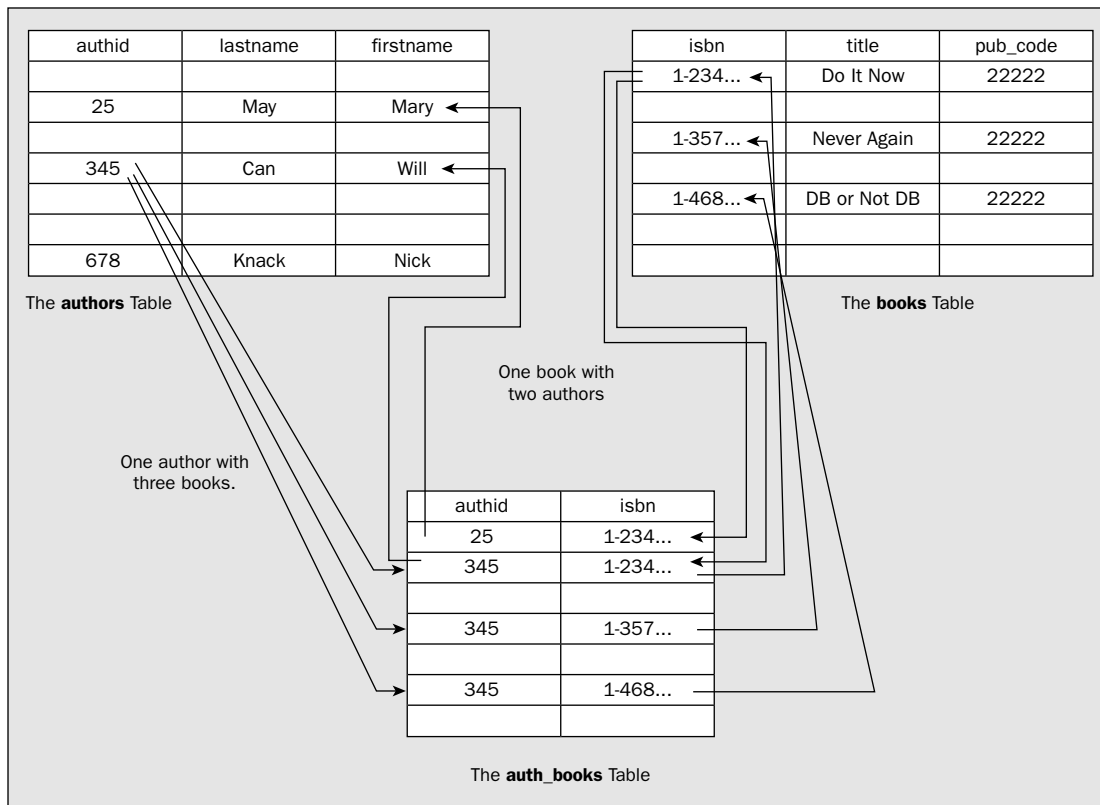 authid lastname firstname
25 May Mary
345 Can Will
678 Knack Nick
The authors Table
isbn title pub_code
1-234... Do It Now 22222
1-357... Never Again 22222
1-468... DB or Not DB 22222
The books Table
One book with
two authors
One author with
three books.
authid isbn
25 1-234...
345 1-234...
345 1-357...
345 1-468...
The auth_books Table